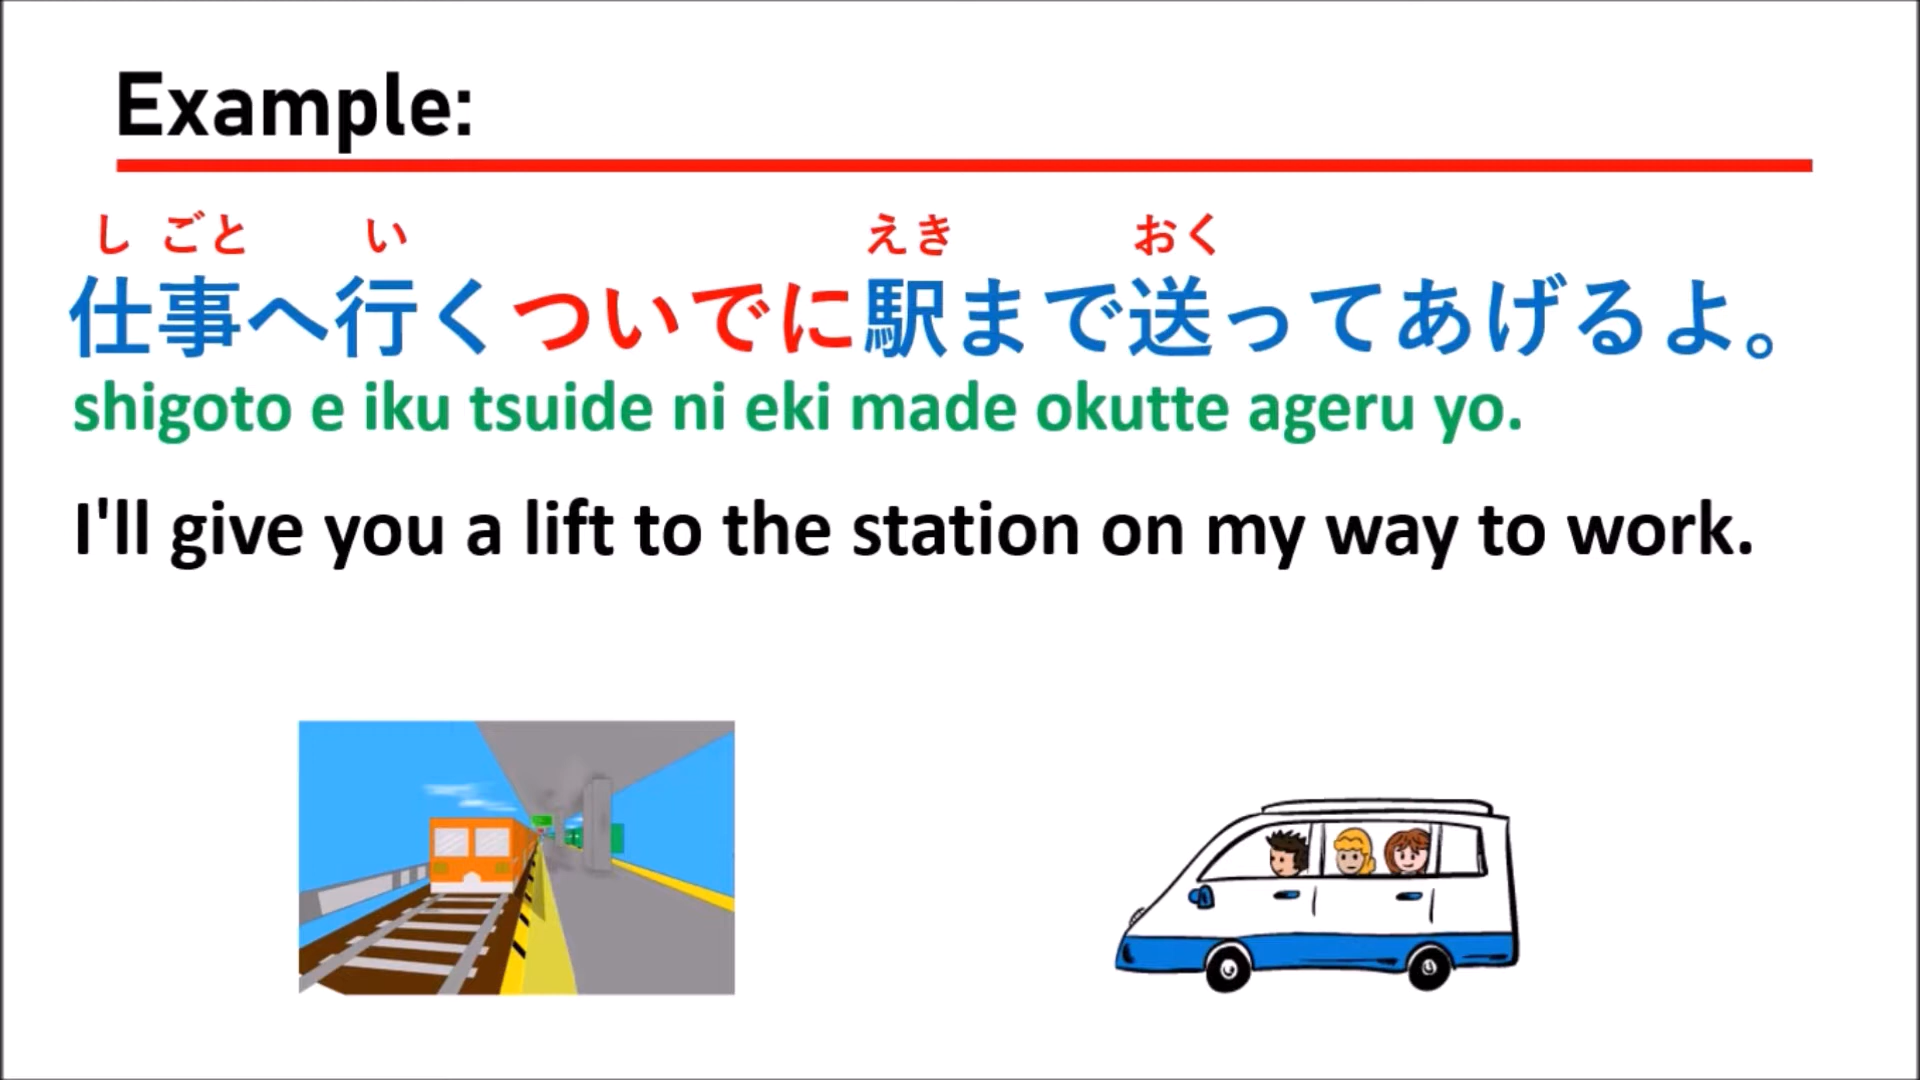 Example:
し ごと い えき おく
仕事へ行くついでに駅まで送ってあげるよ。
shigoto e iku tsuide ni eki made okutte ageru yo.
I'll give you a lift to the station on my way to work.